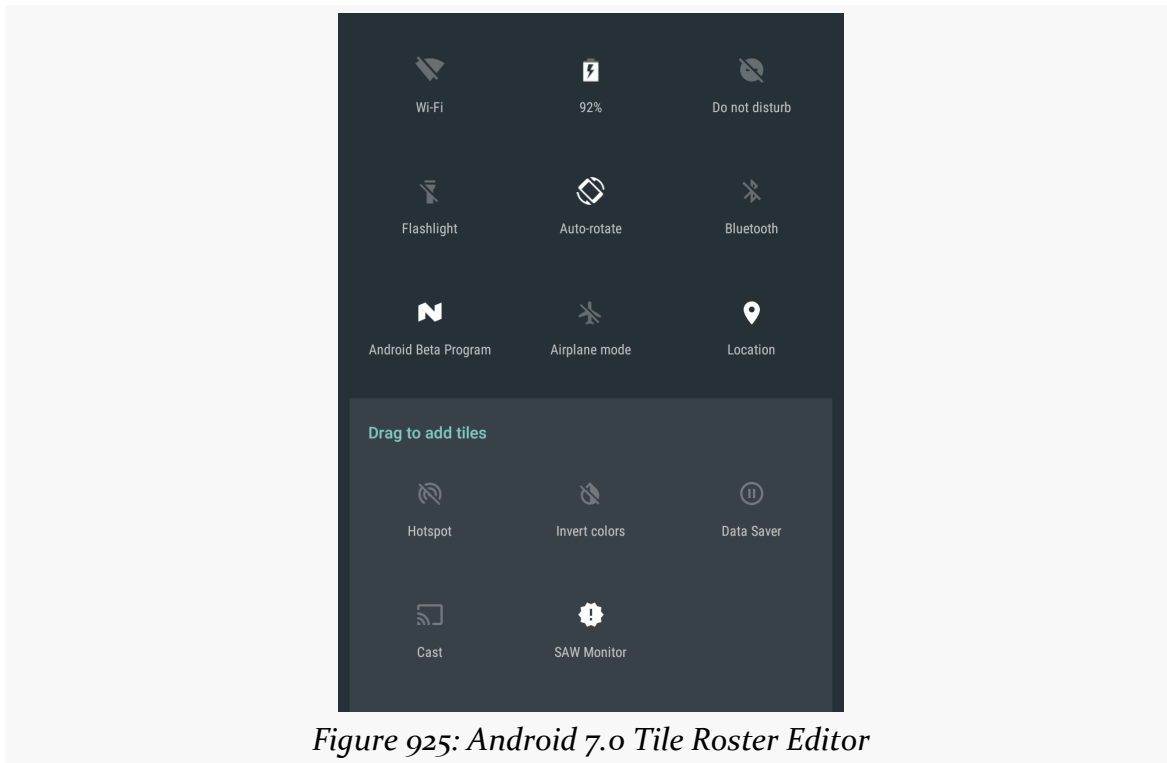 Wi-Fi 92% Do not disturb
Flashlight Auto-rotate Bluetooth
Android Beta Program Airplane mode Location
Drag to add tiles
Hotspot Invert colors Data Saver
Cast SAW Monitor
Figure 925: Android 7.0 Tile Roster Editor